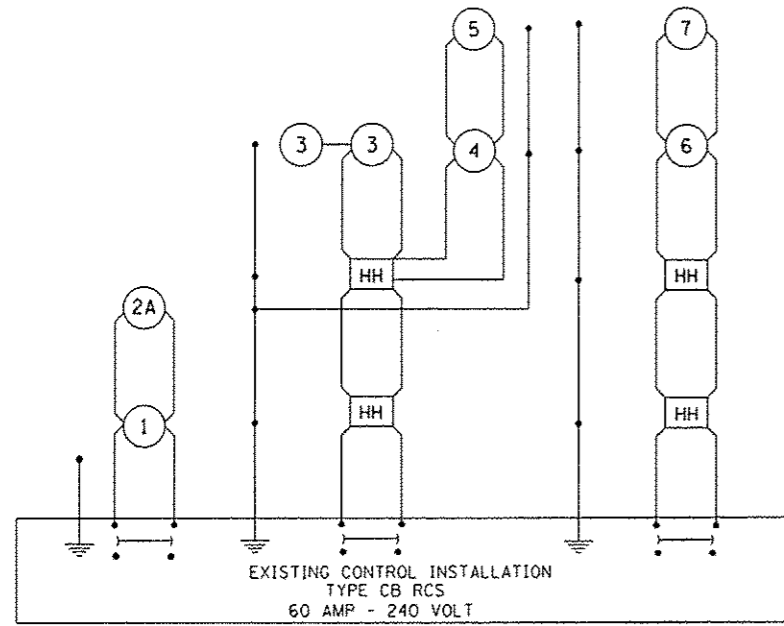 5
7
3
3
4
6
HH
HH
2A
1
HH
HH
EXISTING CONTROL INSTALLATION
TYPE CB RCS
60 AMP - 240 VOLT